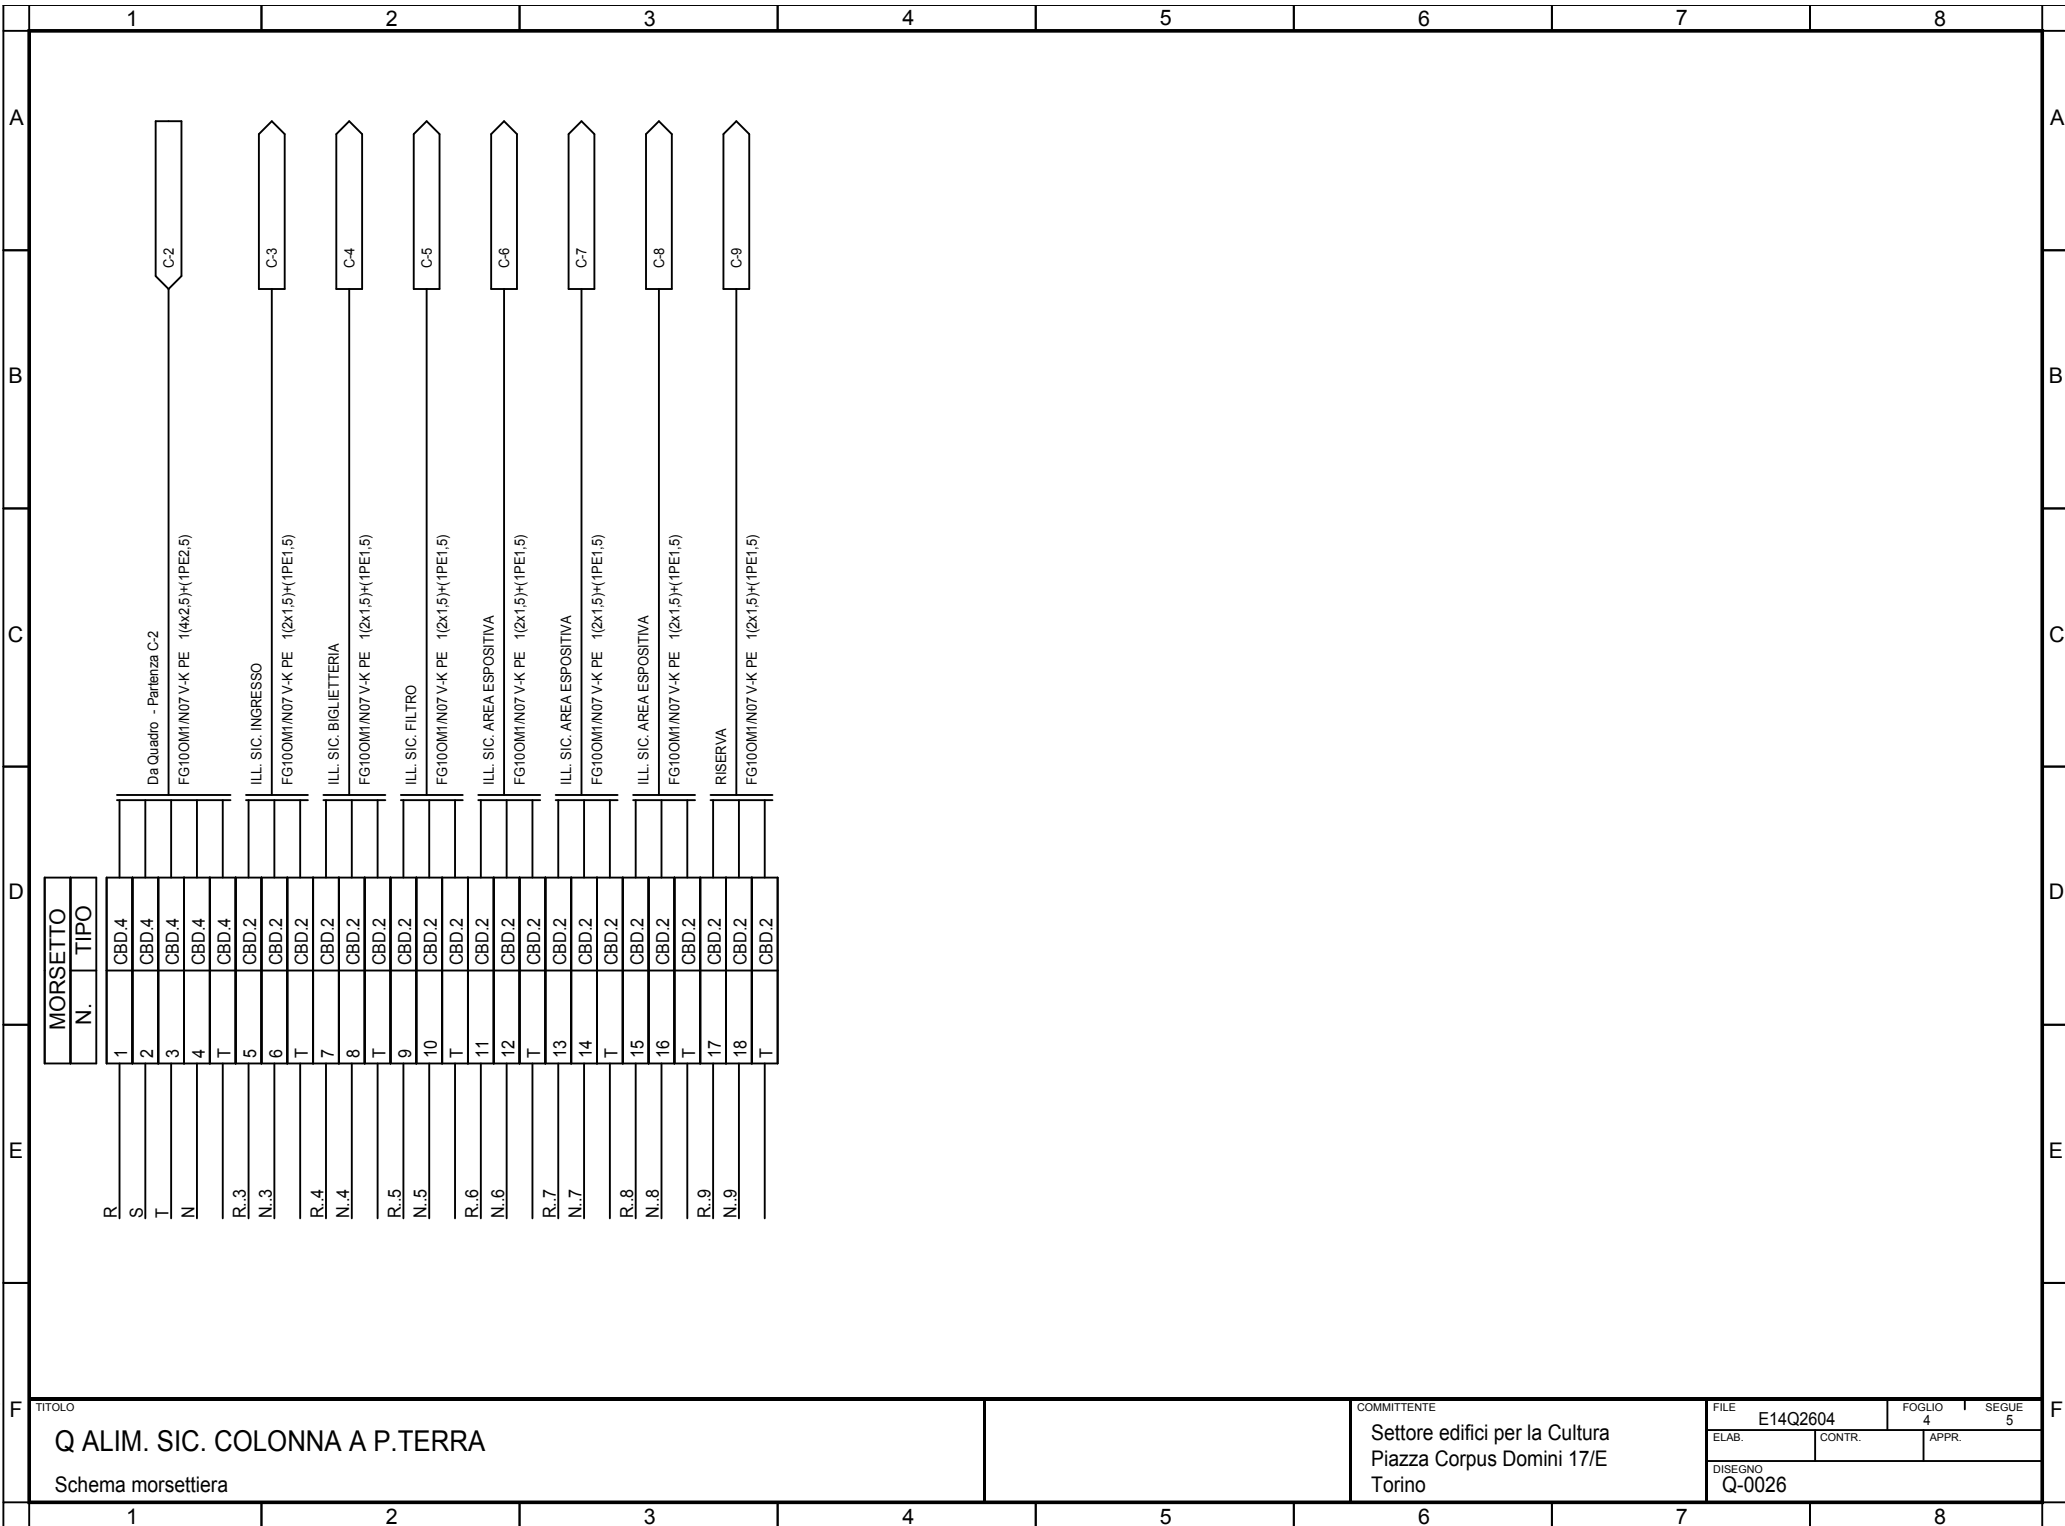 1 2 3 4 5 6 7 8
A A
B B
C C
D D
E E
F F
C-2
C-3
C-4
C-5
C-6
C-7
C-8
C-9
Da Quadro - Partenza C-2
FG10OM1/N07 V-K PE 1(4x2,5)+(1PE2,5)
ILL. SIC. INGRESSO
FG10OM1/N07 V-K PE 1(2x1,5)+(1PE1,5)
ILL. SIC. BIGLIETTERIA
FG10OM1/N07 V-K PE 1(2x1,5)+(1PE1,5)
ILL. SIC. FILTRO
FG10OM1/N07 V-K PE 1(2x1,5)+(1PE1,5)
ILL. SIC. AREA ESPOSITIVA
FG10OM1/N07 V-K PE 1(2x1,5)+(1PE1,5)
ILL. SIC. AREA ESPOSITIVA
FG10OM1/N07 V-K PE 1(2x1,5)+(1PE1,5)
ILL. SIC. AREA ESPOSITIVA
FG10OM1/N07 V-K PE 1(2x1,5)+(1PE1,5)
RISERVA
FG10OM1/N07 V-K PE 1(2x1,5)+(1PE1,5)
MORSETTO
N. TIPO
R 1 CBD.4
S 2 CBD.4
T 3 CBD.4
N 4 CBD.4
T CBD.4
R..3 5 CBD.2
N..3 6 CBD.2
T CBD.2
R..4 7 CBD.2
N..4 8 CBD.2
T CBD.2
R..5 9 CBD.2
N..5 10 CBD.2
T CBD.2
R..6 11 CBD.2
N..6 12 CBD.2
T CBD.2
R..7 13 CBD.2
N..7 14 CBD.2
T CBD.2
R..8 15 CBD.2
N..8 16 CBD.2
T CBD.2
R..9 17 CBD.2
N..9 18 CBD.2
T CBD.2
TITOLO
Q ALIM. SIC. COLONNA A P.TERRA
Schema morsettiera
COMMITTENTE
Settore edifici per la Cultura
Piazza Corpus Domini 17/E
Torino
FILE
E14Q2604
FOGLIO
4
SEGUE
5
ELAB. CONTR. APPR.
DISEGNO
Q-0026
1 2 3 4 5 6 7 8